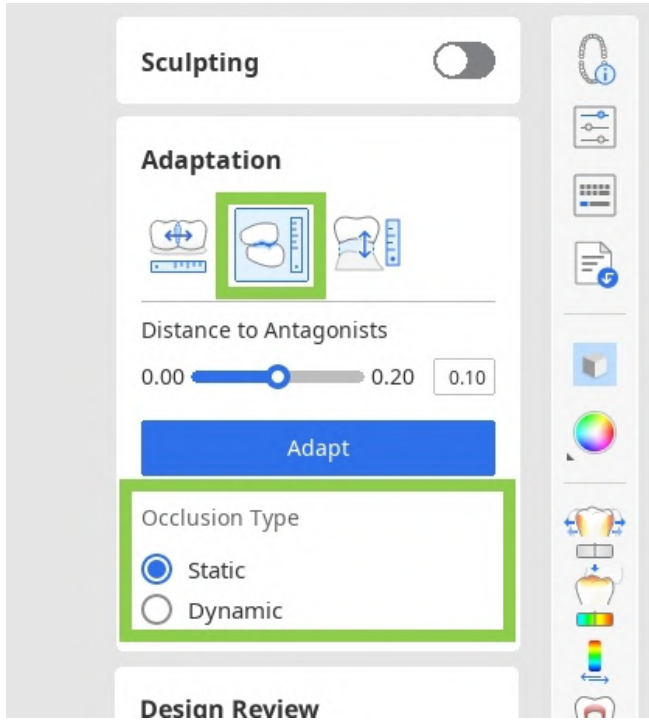 Sculpting
Adaptation
Distance to Antagonists
0.00 0.20 0.10
Adapt
Occlusion Type
Static
Dynamic
Design Review